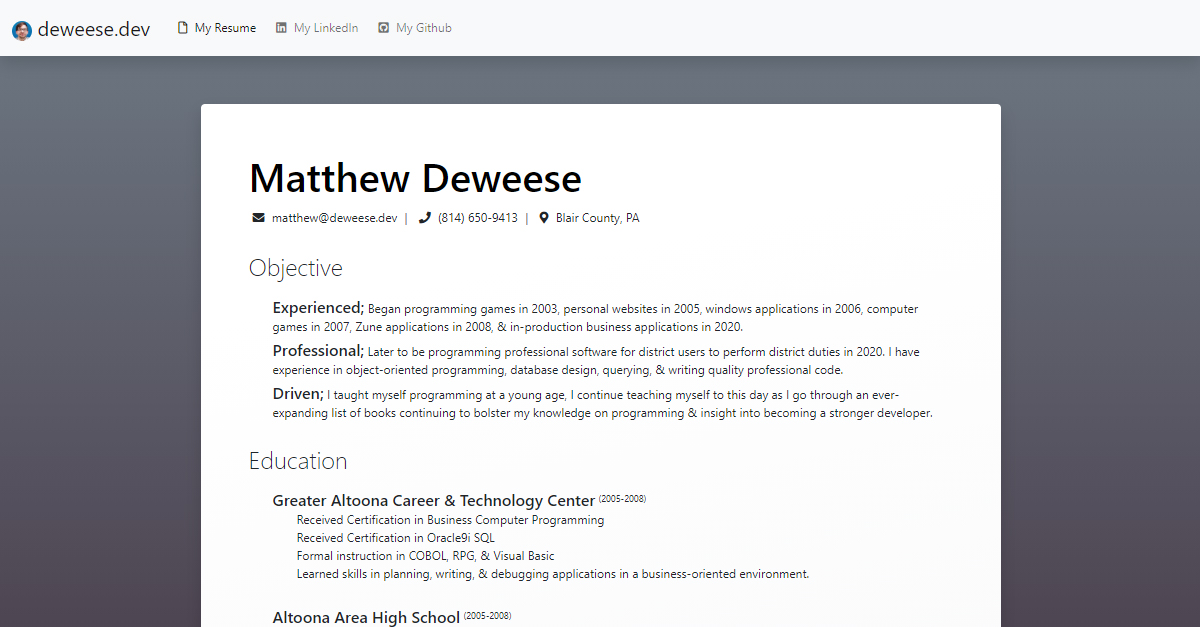 deweese.dev My Resume My LinkedIn My Github
Matthew Deweese
matthew@deweese.dev | (814) 650-9413 | Blair County, PA
Objective
Experienced; Began programming games in 2003, personal websites in 2005, windows applications in 2006, computer
games in 2007, Zune applications in 2008, & in-production business applications in 2020.
Professional; Later to be programming professional software for district users to perform district duties in 2020. I have
experience in object-oriented programming, database design, querying, & writing quality professional code.
Driven; I taught myself programming at a young age, I continue teaching myself to this day as I go through an ever-
expanding list of books continuing to bolster my knowledge on programming & insight into becoming a stronger developer.
Education
Greater Altoona Career & Technology Center (2005-2008)
Received Certification in Business Computer Programming
Received Certification in Oracle9i SQL
Formal instruction in COBOL, RPG, & Visual Basic
Learned skills in planning, writing, & debugging applications in a business-oriented environment.
Altoona Area High School (2005-2008)